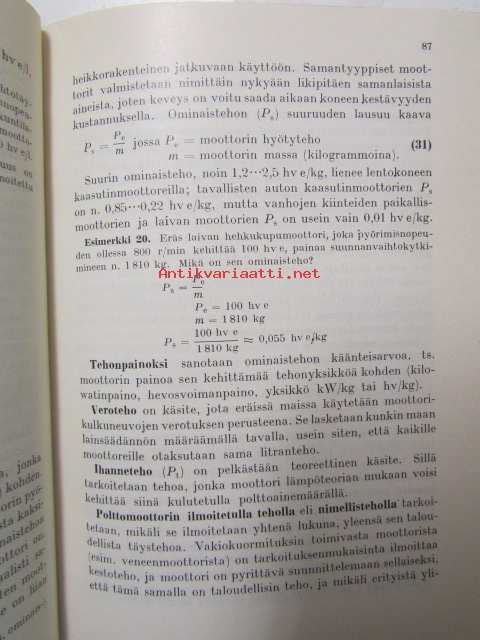 87
heikkorakenteinen jatkuvaan käyttöön. Samantyyppiset moot-
torit valmistetaan nimittäin nykyään likipitäen samanlaisista
aineista, joten keveys on voitu saada aikaan koneen kestävyyden
kustannuksella. Ominaistehon (Ps) suuruuden lausuu kaava
Ps = Pe/m jossa Pe = moottorin hyötyteho
m = moottorin massa (kilogrammoina). (31)
Suurin ominaisteho, noin 1,2···2,5 hv e/kg, lienee lentokoneen
kaasutinmoottoreilla; tavallisten auton kaasutinmoottorien Ps
on n. 0,85···0,22 hv e/kg, mutta vanhojen kiinteiden paikallis-
moottorien ja laivan moottorien Ps on usein vain 0,01 hv e/kg.
Esimerkki 20. Eräs laivan hehkukupumoottori, joka pyörimisnopeu-
den ollessa 800 r/min kehittää 100 hv e, painaa suunnanvaihtokytki-
mineen n. 1 810 kg. Mikä on sen ominaisteho?
Antikvariaatti.net
Ps = Pe/m
Pe = 100 hv e
m = 1 810 kg
Ps = 100 hv e/1 810 kg ≈ 0,055 hv e/kg
Tehonpainoksi sanotaan ominaistehon käänteisarvoa, ts.
moottorin painoa sen kehittämää tehonyksikköä kohden (kilo-
watinpaino, hevosvoimanpaino, yksikkö kW/kg tai hv/kg).
Veroteho on käsite, jota eräissä maissa käytetään moottori-
kulkuneuvojen verotuksen perusteena. Se lasketaan kunkin maan
lainsäädännön määräämällä tavalla, usein siten, että kaikille
moottoreille otaksutaan sama litranteho.
Ihanneteho (Pt) on pelkästään teoreettinen käsite. Sillä
tarkoitetaan tehoa, jonka moottori lämpöteorian mukaan voisi
kehittää siinä kulutetulla polttoainemäärällä.
Polttomoottorin ilmoitetulla teholla eli nimellisteholla tarkoi-
tetaan, mikäli se ilmoitetaan yhtenä lukuna, yleensä sen talou-
dellista täystehoa. Vakiokuormituksin toimivasta moottorista
(esim. veneenmoottorista) on tarkoituksenmukaisinta ilmoittaa
kestoteho, ja moottori on pyrittävä suunnittelemaan sellaiseksi,
että tämä samalla on taloudellisin teho, ja mikäli erityistä yli-